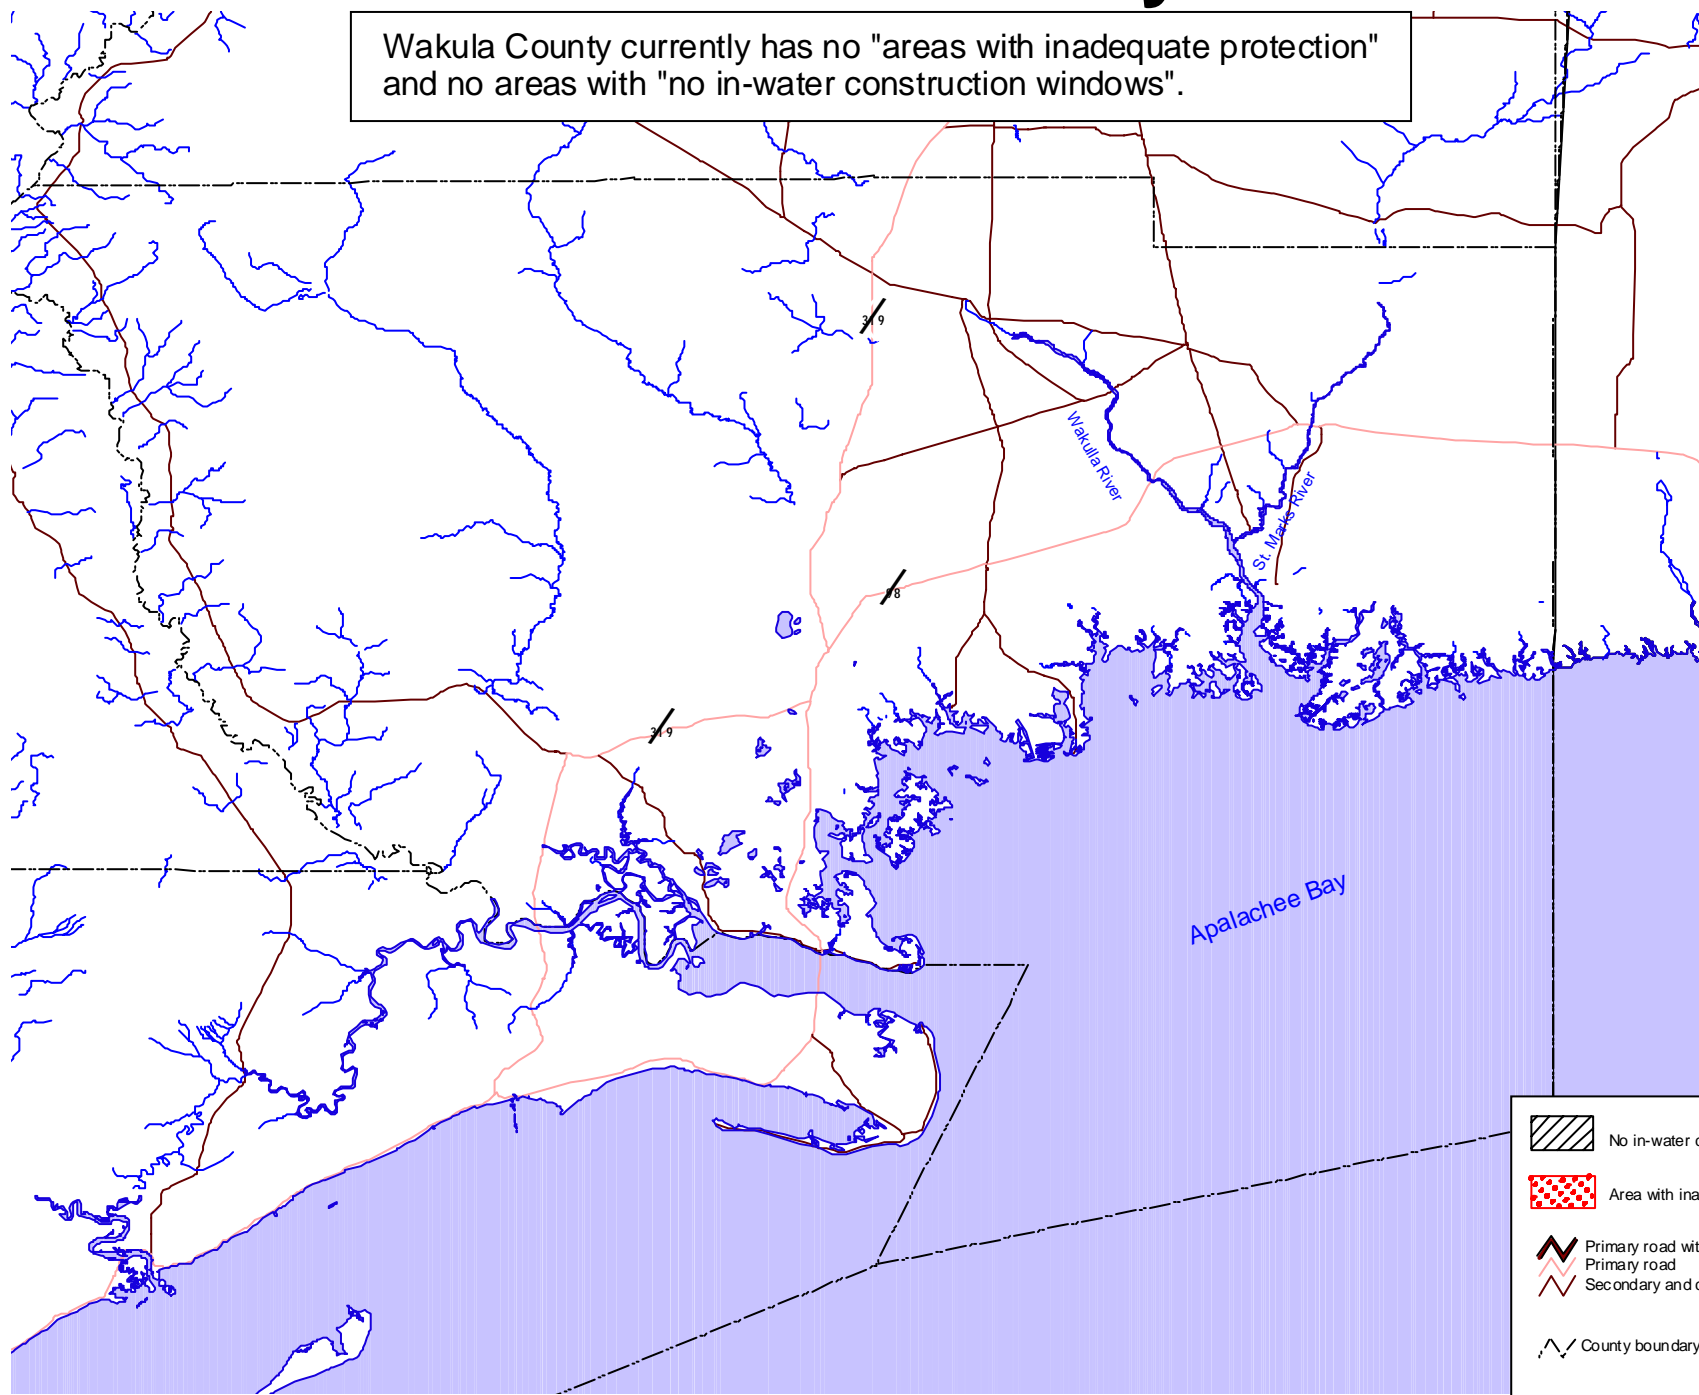 Wakula County currently has no "areas with inadequate protection"
and no areas with "no in-water construction windows".
319
Wakulla River
St. Marks River
98
319
Apalachee Bay
No in-water
Area with
Primary road
Primary road
Secondary and
County boundary